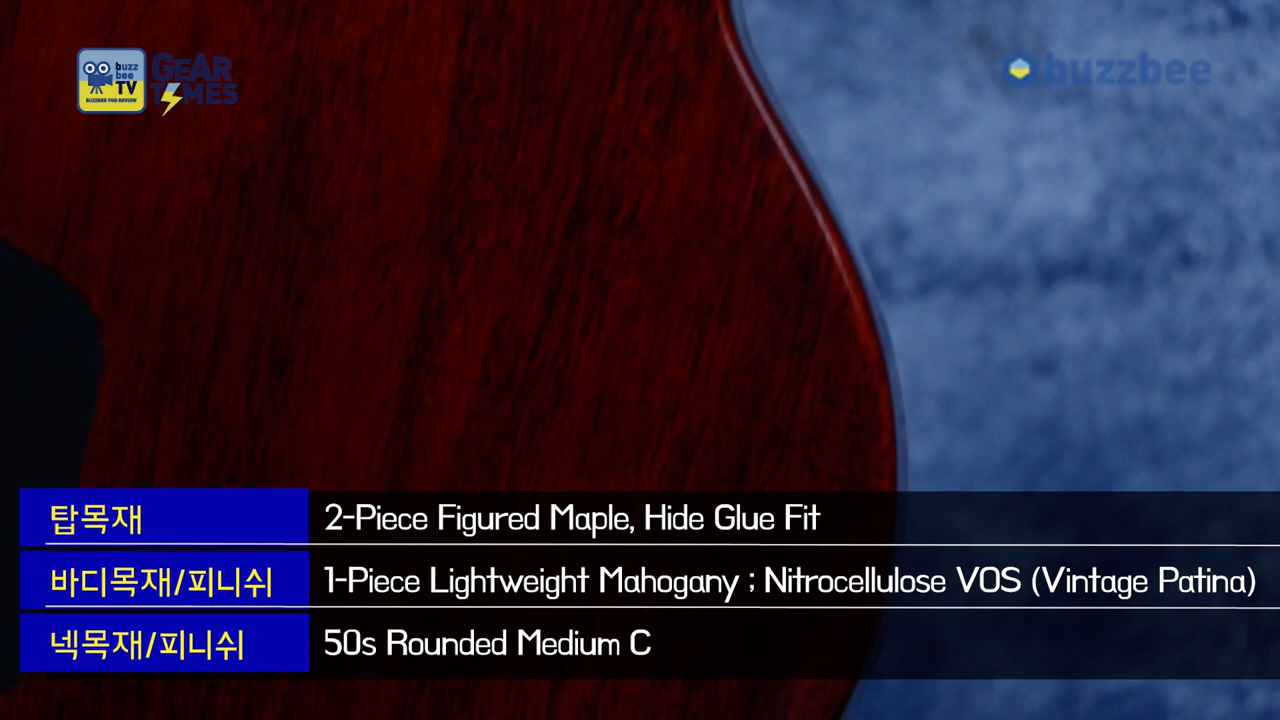 buzz
bee
TV
BUZZBEE VOD REVIEW
GEAR
TIMES
buzzbee
탑목재 2-Piece Figured Maple, Hide Glue Fit
바디목재/피니쉬 1-Piece Lightweight Mahogany ; Nitrocellulose VOS (Vintage Patina)
넥목재/피니쉬 50s Rounded Medium C